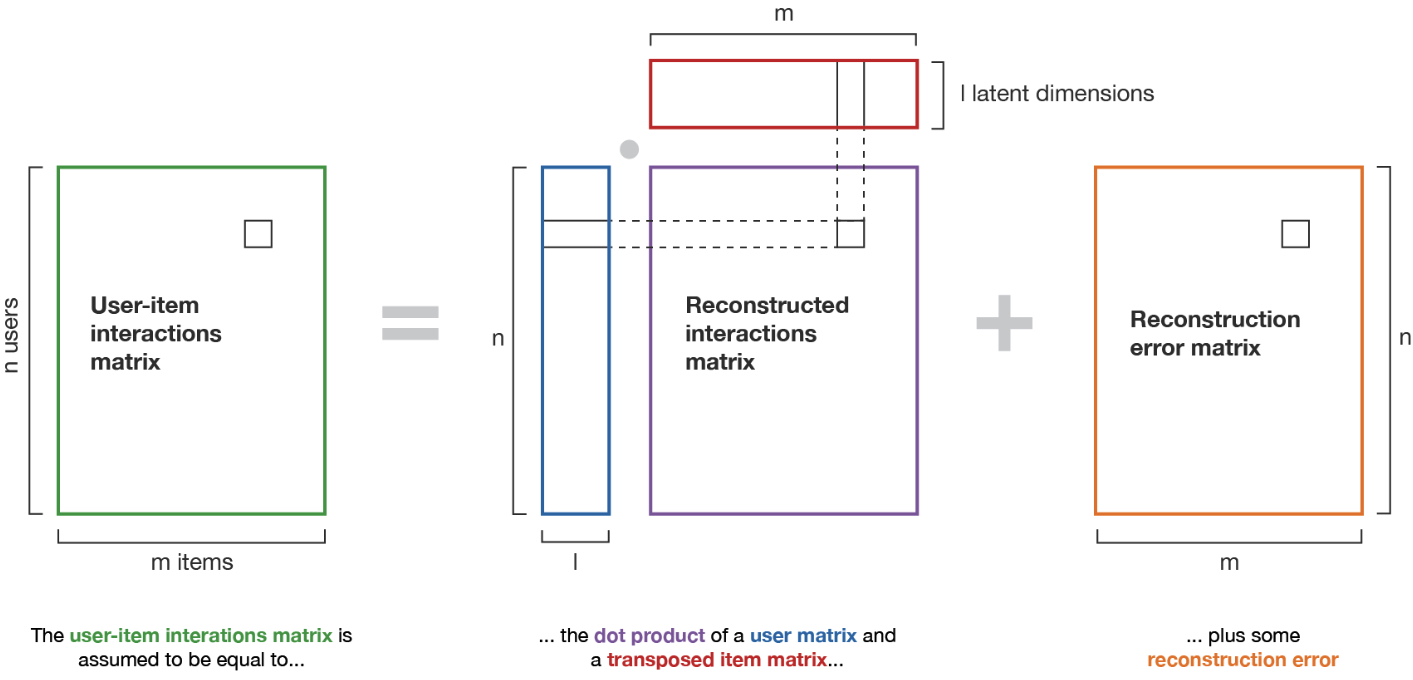 m
l latent dimensions
n users
User-item
interactions
matrix
m items
n
l
Reconstructed
interactions
matrix
Reconstruction
error matrix
n
m
The user-item interations matrix is
assumed to be equal to...
... the dot product of a user matrix and
a transposed item matrix...
... plus some
reconstruction error